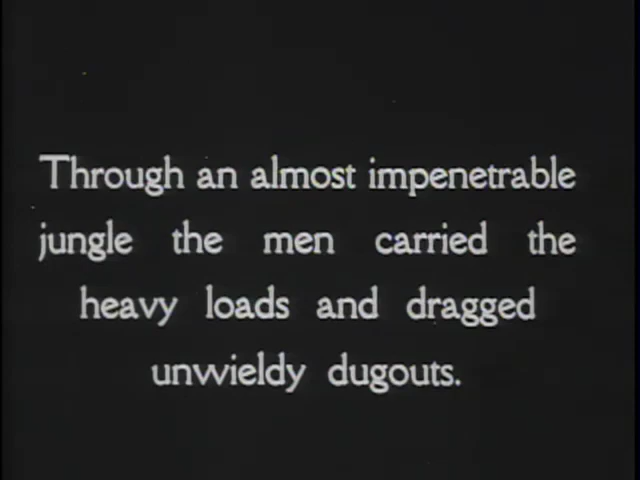 Through an almost impenetrable
jungle the men carried the
heavy loads and dragged
unwieldy dugouts.